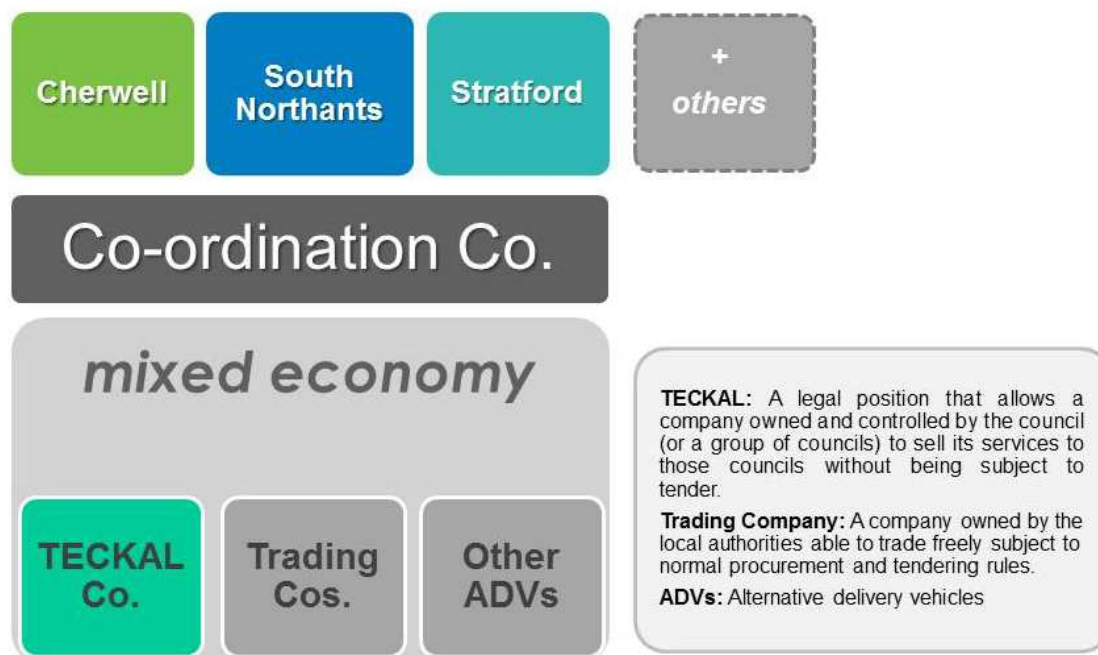 Cherwell
South
Northants
Stratford
+
others
Co-ordination Co.
mixed economy
TECKAL
Co.
Trading
Cos.
Other
ADVs
TECKAL: A legal position that allows a
company owned and controlled by the council
(or a group of councils) to sell its services to
those councils without being subject to
tender.
Trading Company: A company owned by the
local authorities able to trade freely subject to
normal procurement and tendering rules.
ADVs: Alternative delivery vehicles